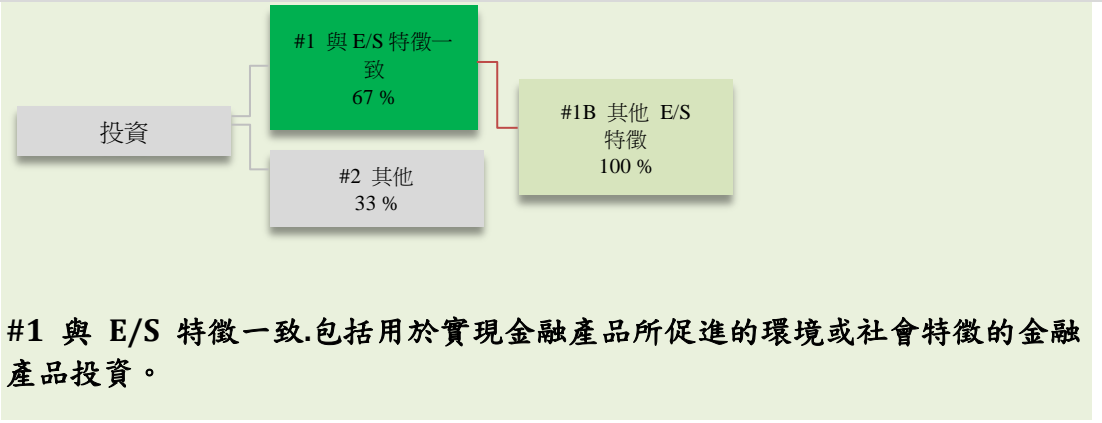 #1 與 E/S 特徵一
致
67 %
投資
#2 其他
33 %
#1B 其他 E/S
特徵
100 %
#1 與 E/S 特徵一致.包括用於實現金融產品所促進的環境或社會特徵的金融
產品投資。